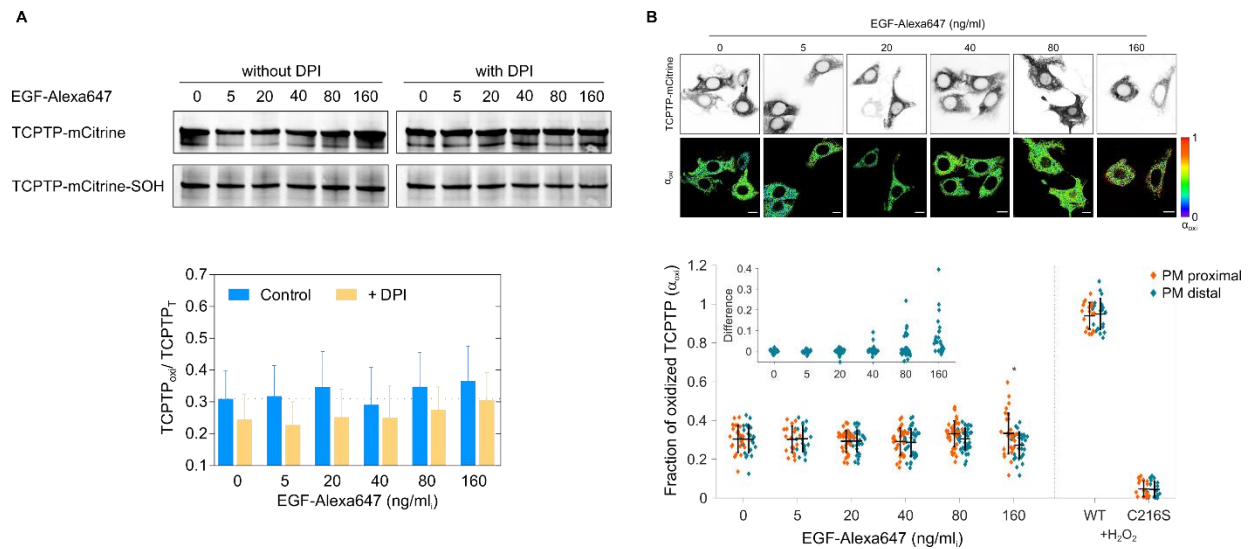 A
without DPI
with DPI
EGF-Alexa647
0 5 20 40 80 160
0 5 20 40 80 160
TCPTP-mCitrine
TCPTP-mCitrine-SOH
0.7
0.6
0.5
0.4
0.3
0.2
0.1
TCPTPoxi/ TCPTPT
Control
+ DPI
0 5 20 40 80 160
EGF-Alexa647 (ng/mli)
B
EGF-Alexa647 (ng/ml)
0 5 20 40 80 160
TCPTP-mCitrine
αoxi
1
0
αoxi
1.2
1
0.8
0.6
0.4
0.2
0
Fraction of oxidized TCPTP (αoxi)
0.4
0.3
0.2
0.1
0
Difference
0 5 20 40 80 160
*
PM proximal
PM distal
0 5 20 40 80 160 WT C216S
EGF-Alexa647 (ng/mli)
+H2O2